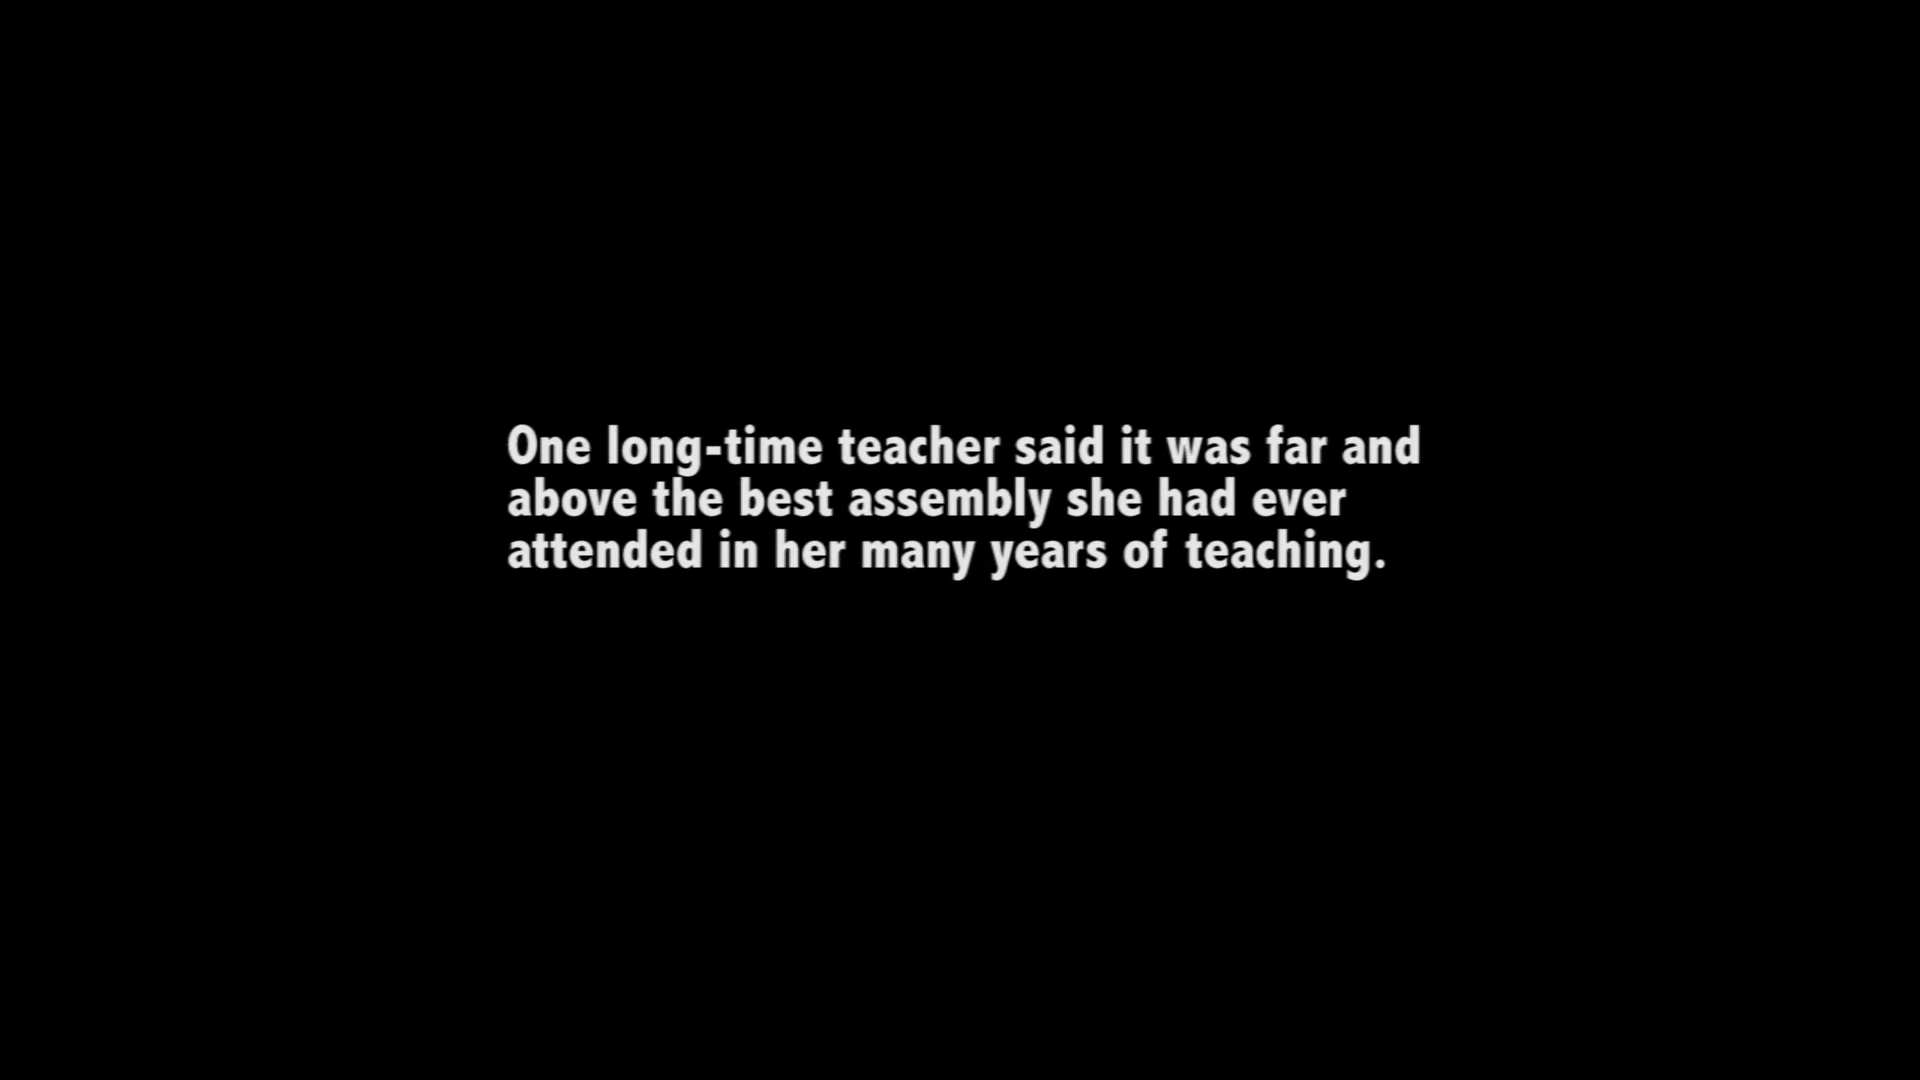 One long-time teacher said it was far and
above the best assembly she had ever
attended in her many years of teaching.